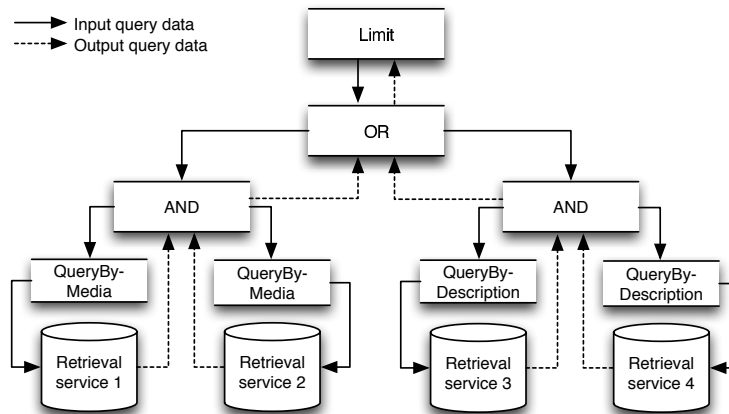 Input query data
Output query data
Limit
OR
AND
AND
QueryBy-
Media
QueryBy-
Media
QueryBy-
Description
QueryBy-
Description
Retrieval
service 1
Retrieval
service 2
Retrieval
service 3
Retrieval
service 4